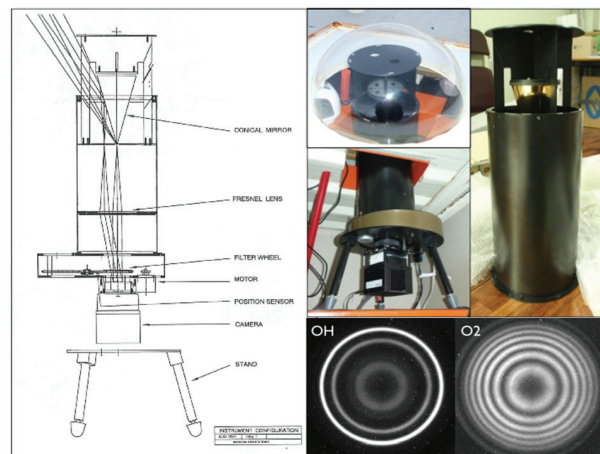 CONICAL MIRROR
FRESNEL LENS
FILTER WHEEL
MOTOR
POSITION SENSOR
CAMERA
STAND
INSTRUMENT CONFIGURATION
OH
O2